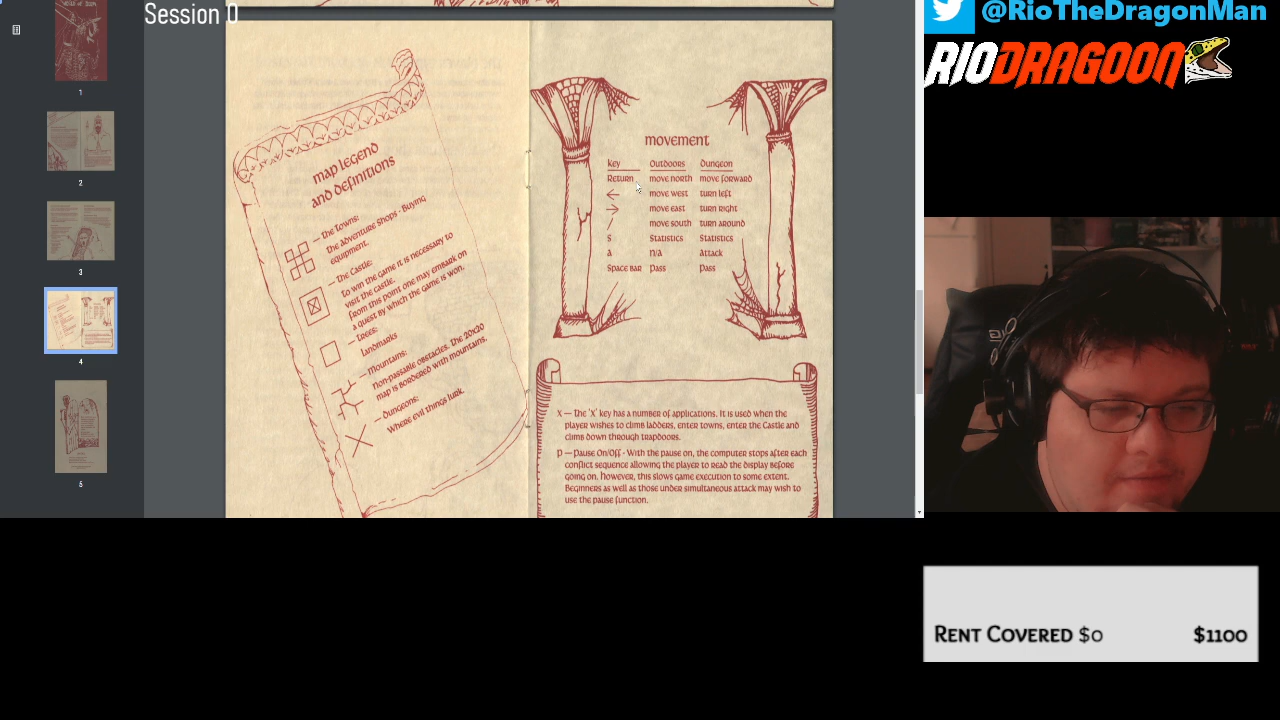 Session 0
@RioTheDragonMan
RIODRAGOON
1
2
3
4
5
map legend
and definitions
— The Towns:
The Adventure Shops - Buying
equipment.
— The Castle:
To win the game it is necessary to
visit the castle.
From this point one may embark on
a quest by which the game is won.
— Trees:
Landmarks
— Mountains:
Non-passable obstacles. The 20x20
map is bordered with mountains.
— Dungeons:
Where evil things lurk.
movement
Key Outdoors Dungeon
Return move north move forward
← move west turn left
→ move east turn right
/ move south turn around
S Statistics Statistics
A n/a Attack
Space Bar Pass Pass
X — The 'X' key has a number of applications. It is used when the
player wishes to climb ladders, enter towns, enter the Castle and
climb down through trapdoors.
P — Pause On/Off - With the pause on, the computer stops after each
conflict sequence allowing the player to read the display before
going on. However, this slows game execution to some extent.
Beginners as well as those under simultaneous attack may wish to
use the pause function.
Rent Covered $0 $1100